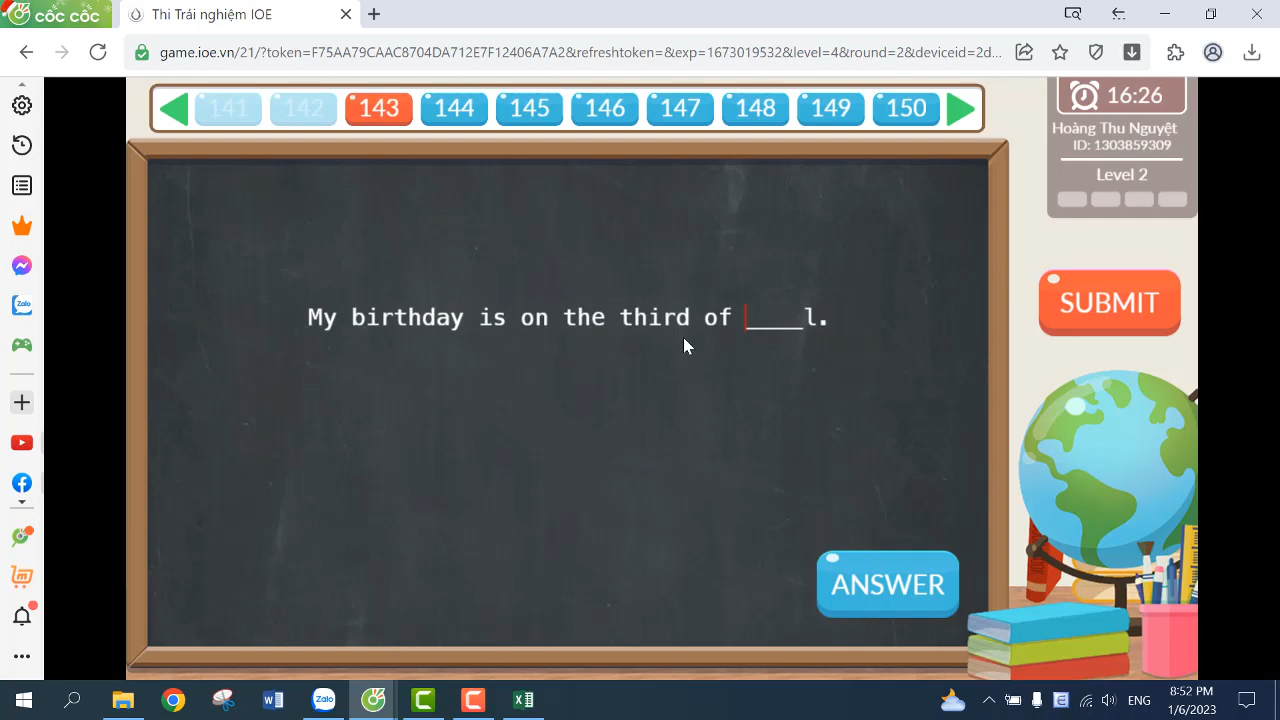 cốc cốc
Thi Trải nghiệm IOE
game.ioe.vn/21/?token=F75AA79CAAC8704DA712E7F12406A7A2&refreshtoken=&exp=1673019532&level=4&round=2&deviceid=2d...
141 142 143 144 145 146 147 148 149 150
16:26
Hoàng Thu Nguyệt
ID: 1303859309
Level 2
My birthday is on the third of ____l.
SUBMIT
ANSWER
Zalo
ENG
8:52 PM
1/6/2023